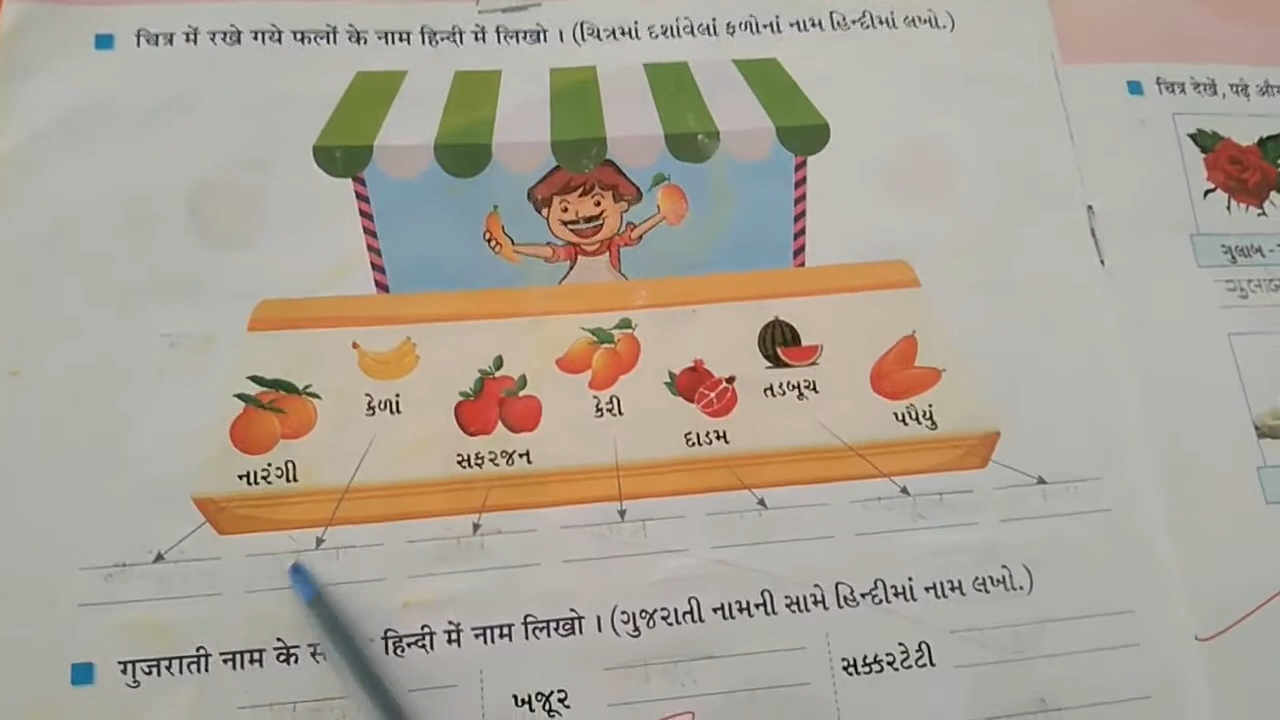 चित्र में रखे गये फलों के नाम हिन्दी में लिखो । (ચિત્રમાં દર્શાવેલાં ફળોનાં નામ હિન્દીમાં લખો.)
चित्र देखें, पढ़े
કેળાં
કેરી
તડબૂચ
પપૈયું
નારંગી
સફરજન
દાડમ
ગુલાબ -
ગુલાબ
गुजराती नाम के हिन्दी में नाम लिखो । (ગુજરાતી નામની સામે હિન્દીમાં નામ લખો.)
ખજૂર
સક્કરટેટી